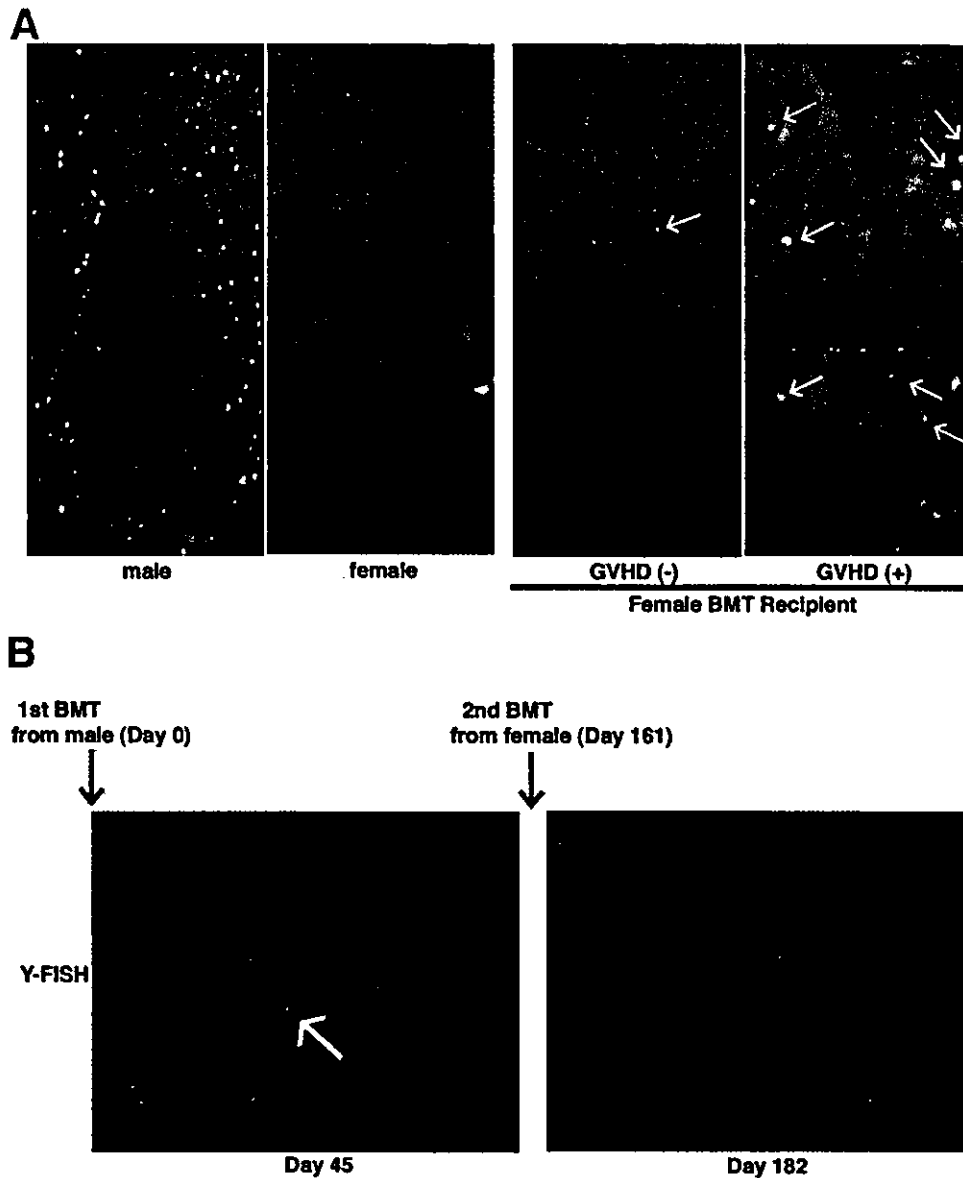 A
male
female
GVHD (-)
GVHD (+)
Female BMT Recipient
B
1st BMT
from male (Day 0)
2nd BMT
from female (Day 161)
Y-FISH
Day 45
Day 182